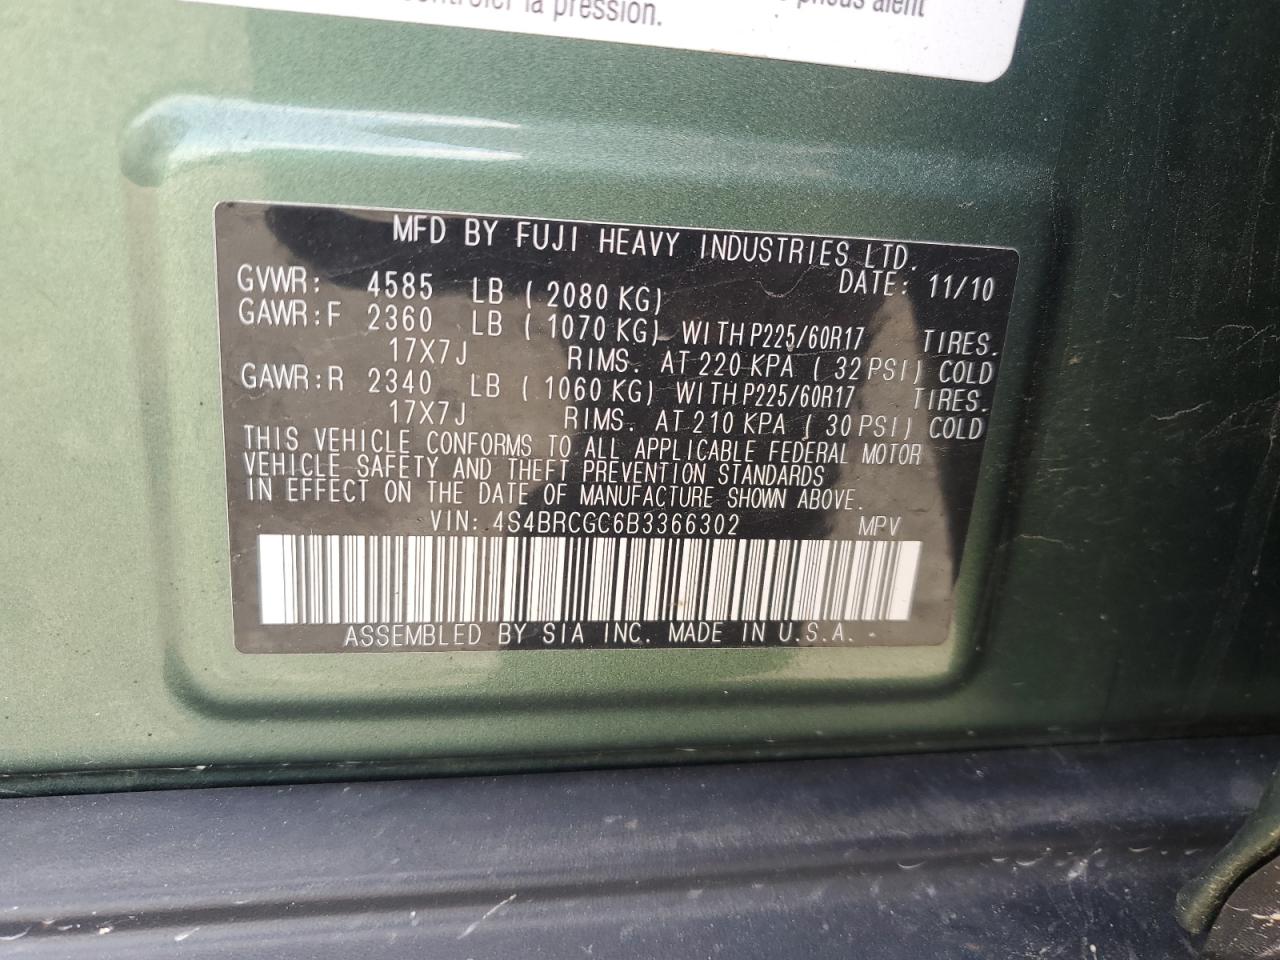 la pression.
pneus aient
MFD BY FUJI HEAVY INDUSTRIES LTD.
DATE: 11/10
GVWR: 4585 LB ( 2080 KG)
GAWR:F 2360 LB ( 1070 KG) WITH P225/60R17 TIRES.
17X7J RIMS. AT 220 KPA ( 32 PSI) COLD
GAWR:R 2340 LB ( 1060 KG) WITH P225/60R17 TIRES.
17X7J RIMS. AT 210 KPA ( 30 PSI) COLD
THIS VEHICLE CONFORMS TO ALL APPLICABLE FEDERAL MOTOR
VEHICLE SAFETY AND THEFT PREVENTION STANDARDS
IN EFFECT ON THE DATE OF MANUFACTURE SHOWN ABOVE.
VIN: 4S4BRCGC6B3366302 MPV
ASSEMBLED BY SIA INC. MADE IN U.S.A. -